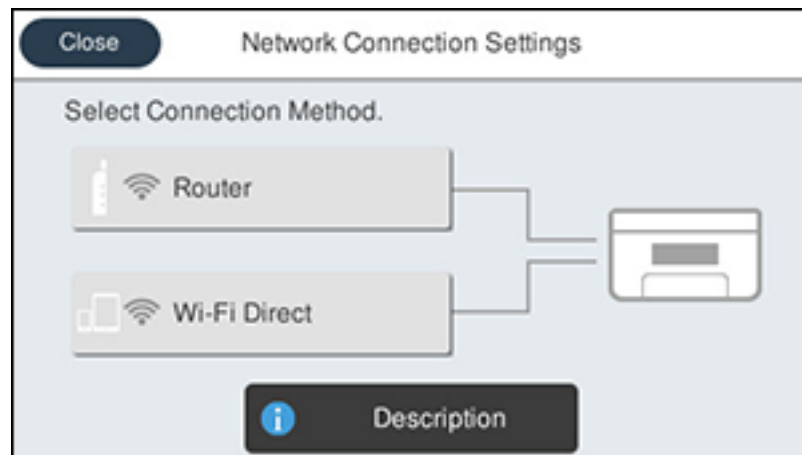 Close
Network Connection Settings
Select Connection Method.
Router
Wi-Fi Direct
Description